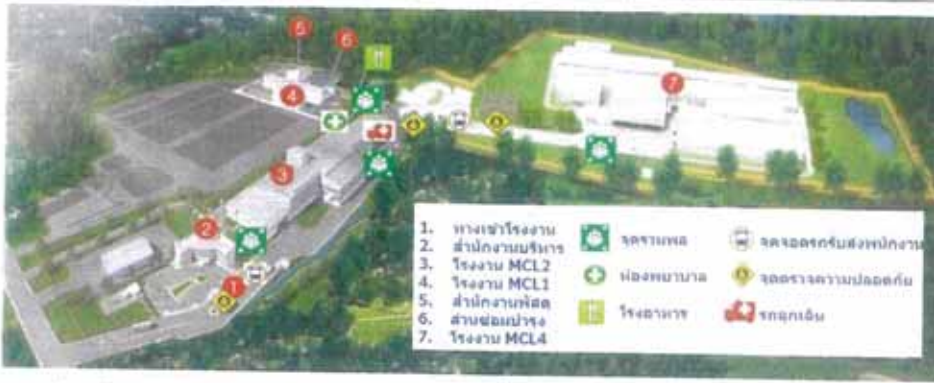 1. ทางเข้าโรงงาน
2. สำนักงานบริหาร
3. โรงงาน MCL2
4. โรงงาน MCL1
5. สำนักงานพัสดุ
6. ส่วนซ่อมบำรุง
7. โรงงาน MCL4
จุดรวมพล
ห้องพยาบาล
โรงอาหาร
จุดจอดรถรับส่งพนักงาน
จุดตรวจความปลอดภัย
รถฉุกเฉิน
5
6
4
7
3
2
1